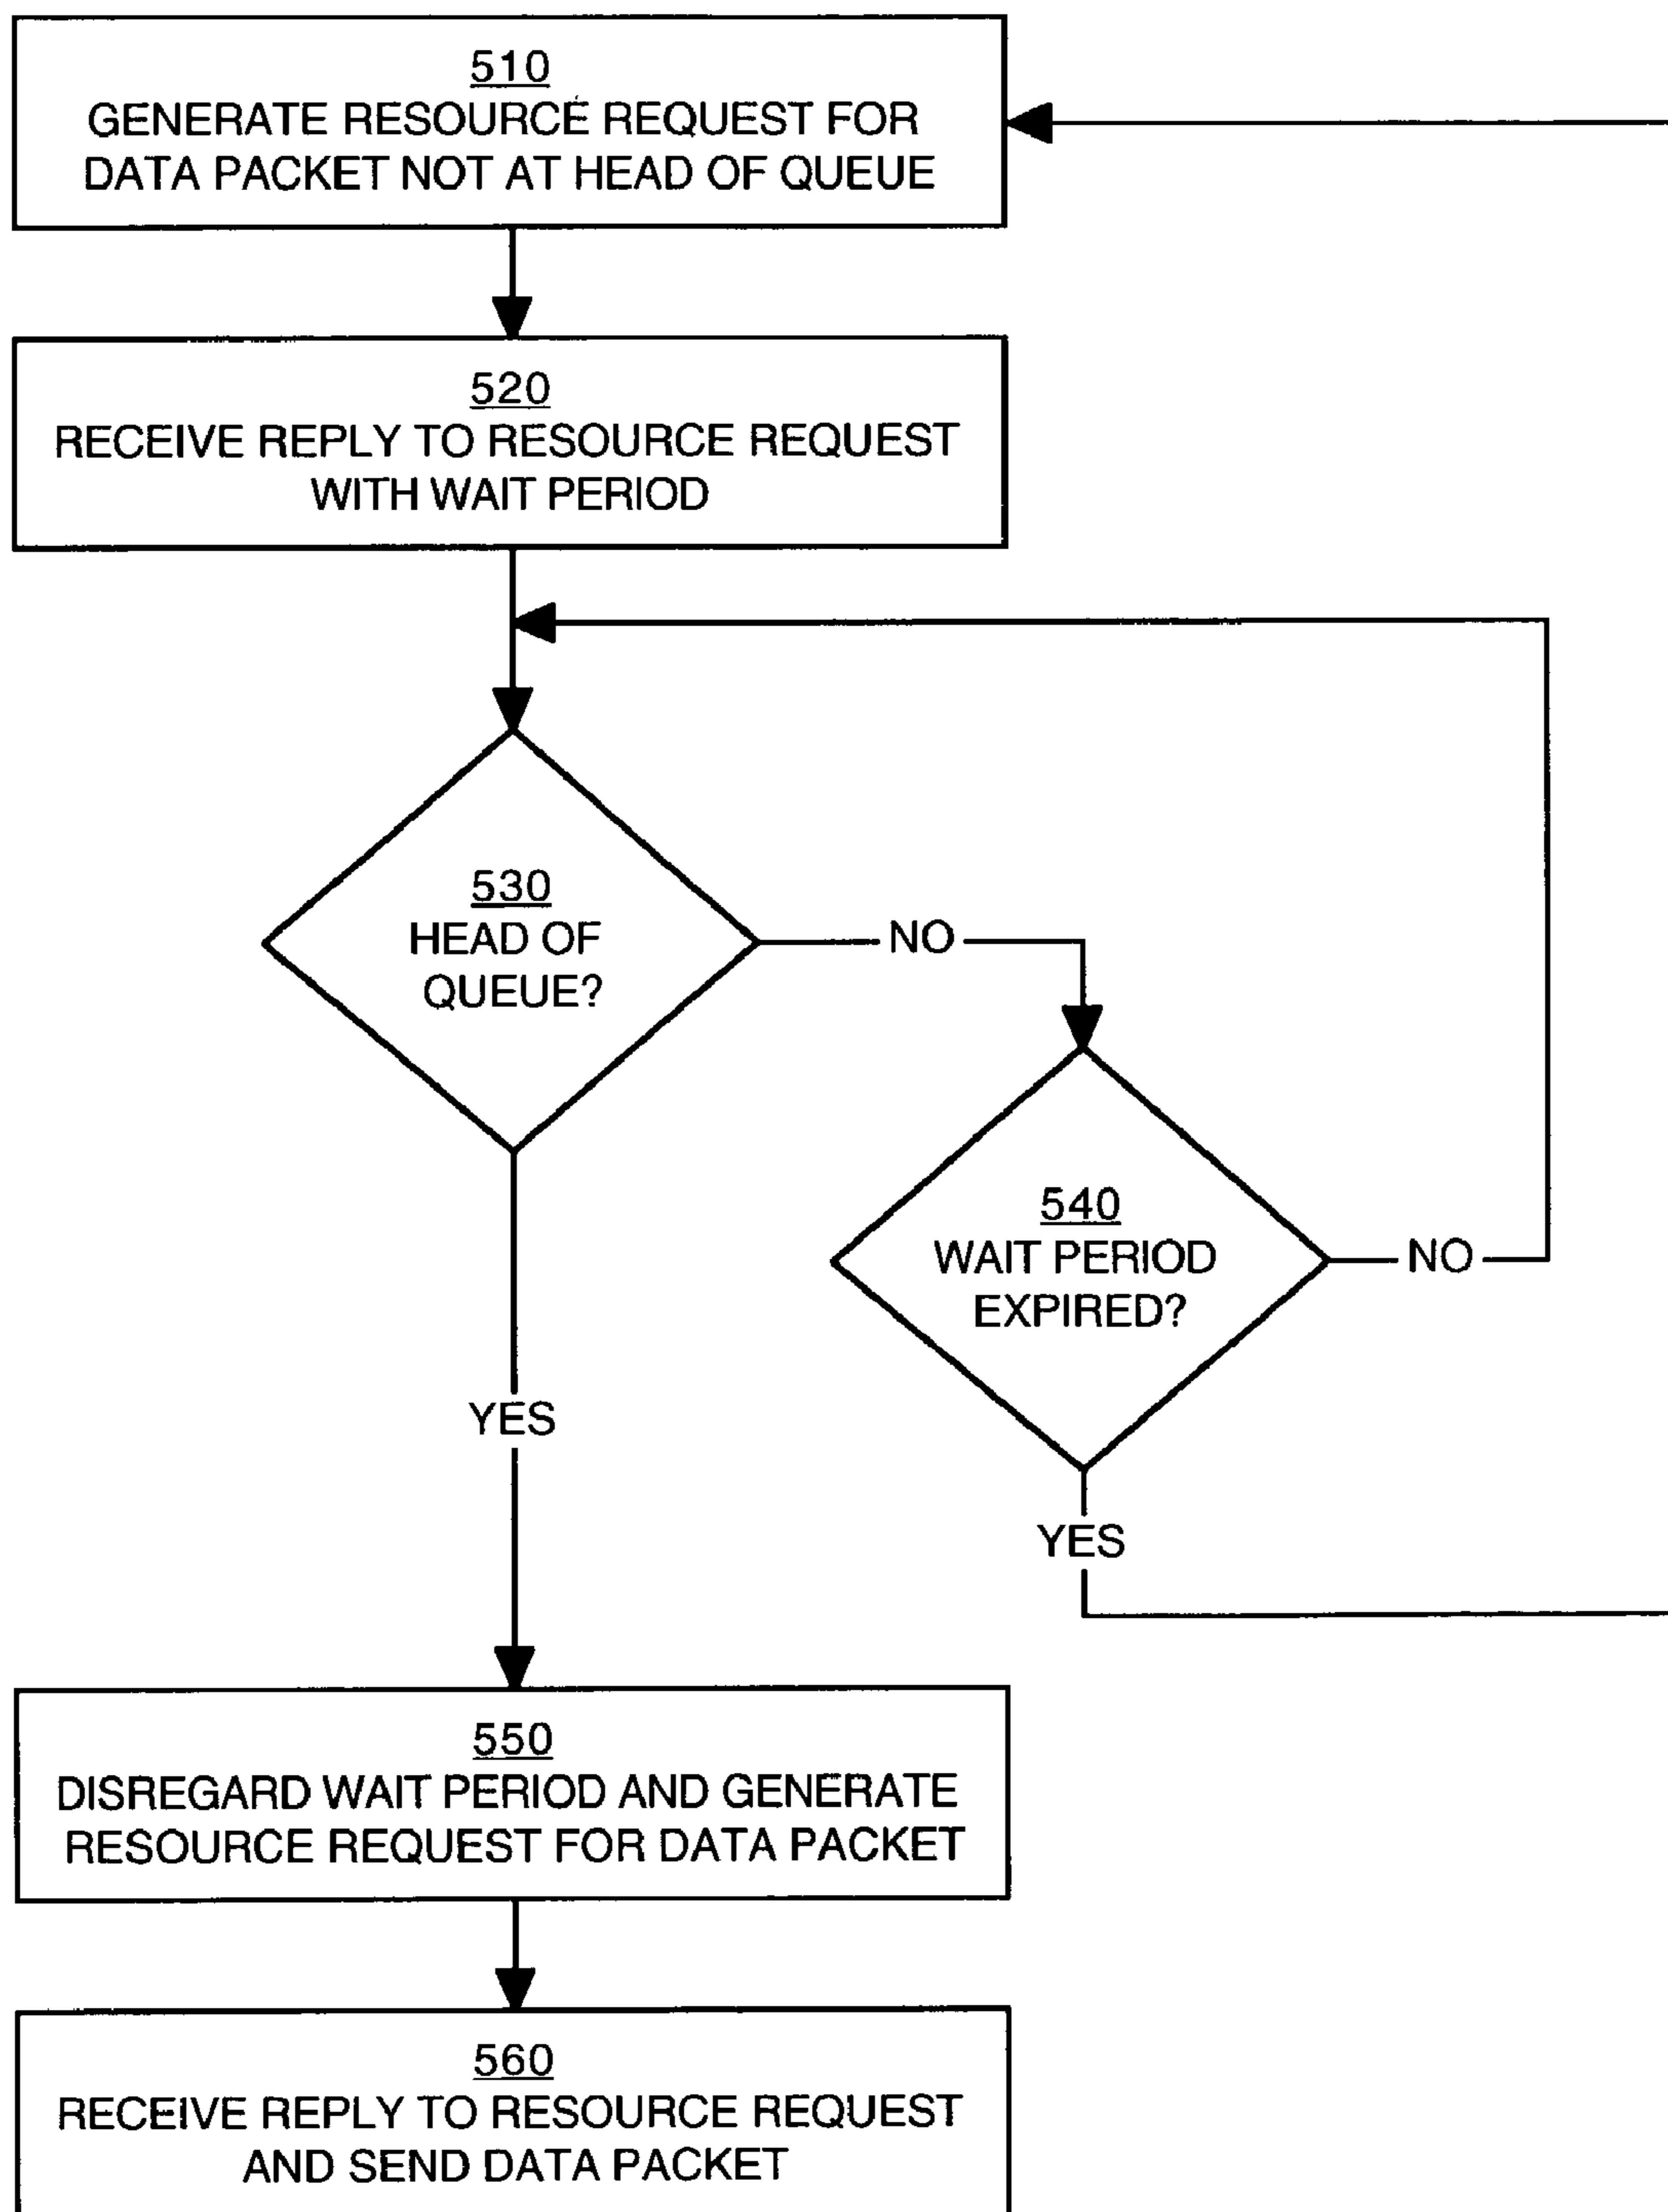 510
GENERATE RESOURCE REQUEST FOR
DATA PACKET NOT AT HEAD OF QUEUE
520
RECEIVE REPLY TO RESOURCE REQUEST
WITH WAIT PERIOD
530
HEAD OF
QUEUE?
NO
540
WAIT PERIOD
EXPIRED?
NO
YES
YES
550
DISREGARD WAIT PERIOD AND GENERATE
RESOURCE REQUEST FOR DATA PACKET
560
RECEIVE REPLY TO RESOURCE REQUEST
AND SEND DATA PACKET